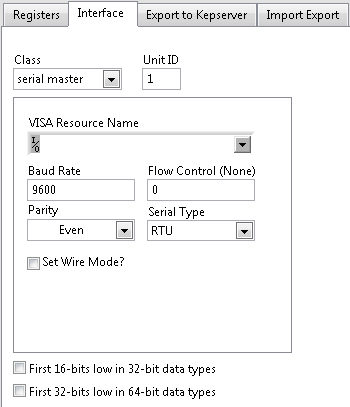 Registers Interface Export to Kepserver Import Export
Class Unit ID
serial master 1
VISA Resource Name
I/O
Baud Rate Flow Control (None)
9600 0
Parity Serial Type
Even RTU
Set Wire Mode?
First 16-bits low in 32-bit data types
First 32-bits low in 64-bit data types